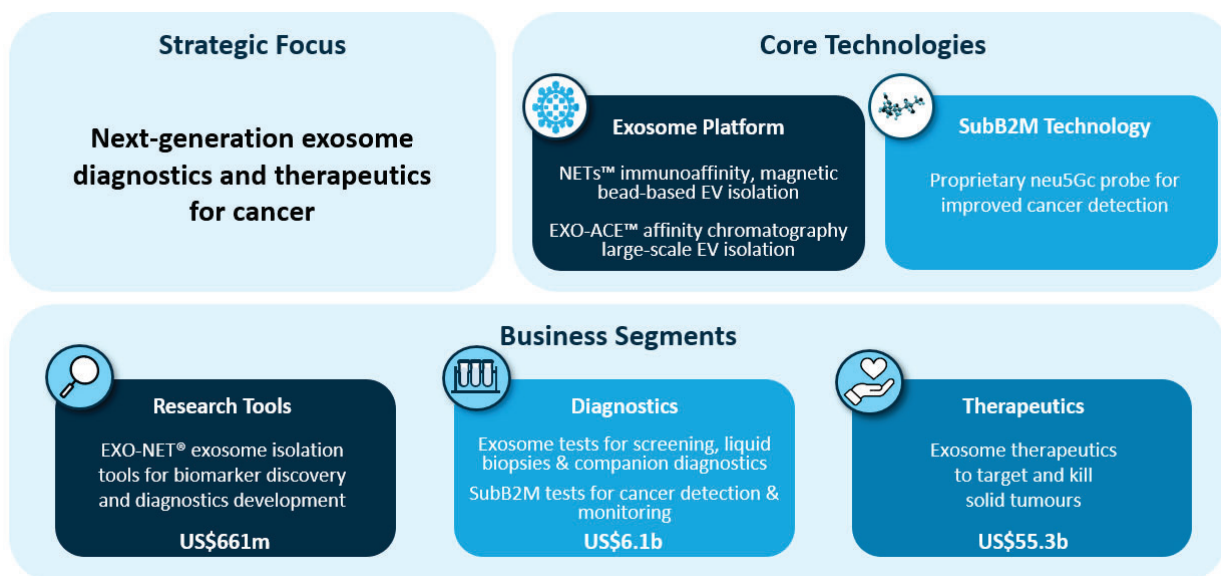 Strategic Focus
Next-generation exosome
diagnostics and therapeutics
for cancer
Core Technologies
Exosome Platform
NETs™ immunoaffinity, magnetic
bead-based EV isolation
EXO-ACE™ affinity chromatography
large-scale EV isolation
SubB2M Technology
Proprietary neu5Gc probe for
improved cancer detection
Business Segments
Research Tools
EXO-NET® exosome isolation
tools for biomarker discovery
and diagnostics development
US$661m
Diagnostics
Exosome tests for screening, liquid
biopsies & companion diagnostics
SubB2M tests for cancer detection &
monitoring
US$6.1b
Therapeutics
Exosome therapeutics
to target and kill
solid tumours
US$55.3b